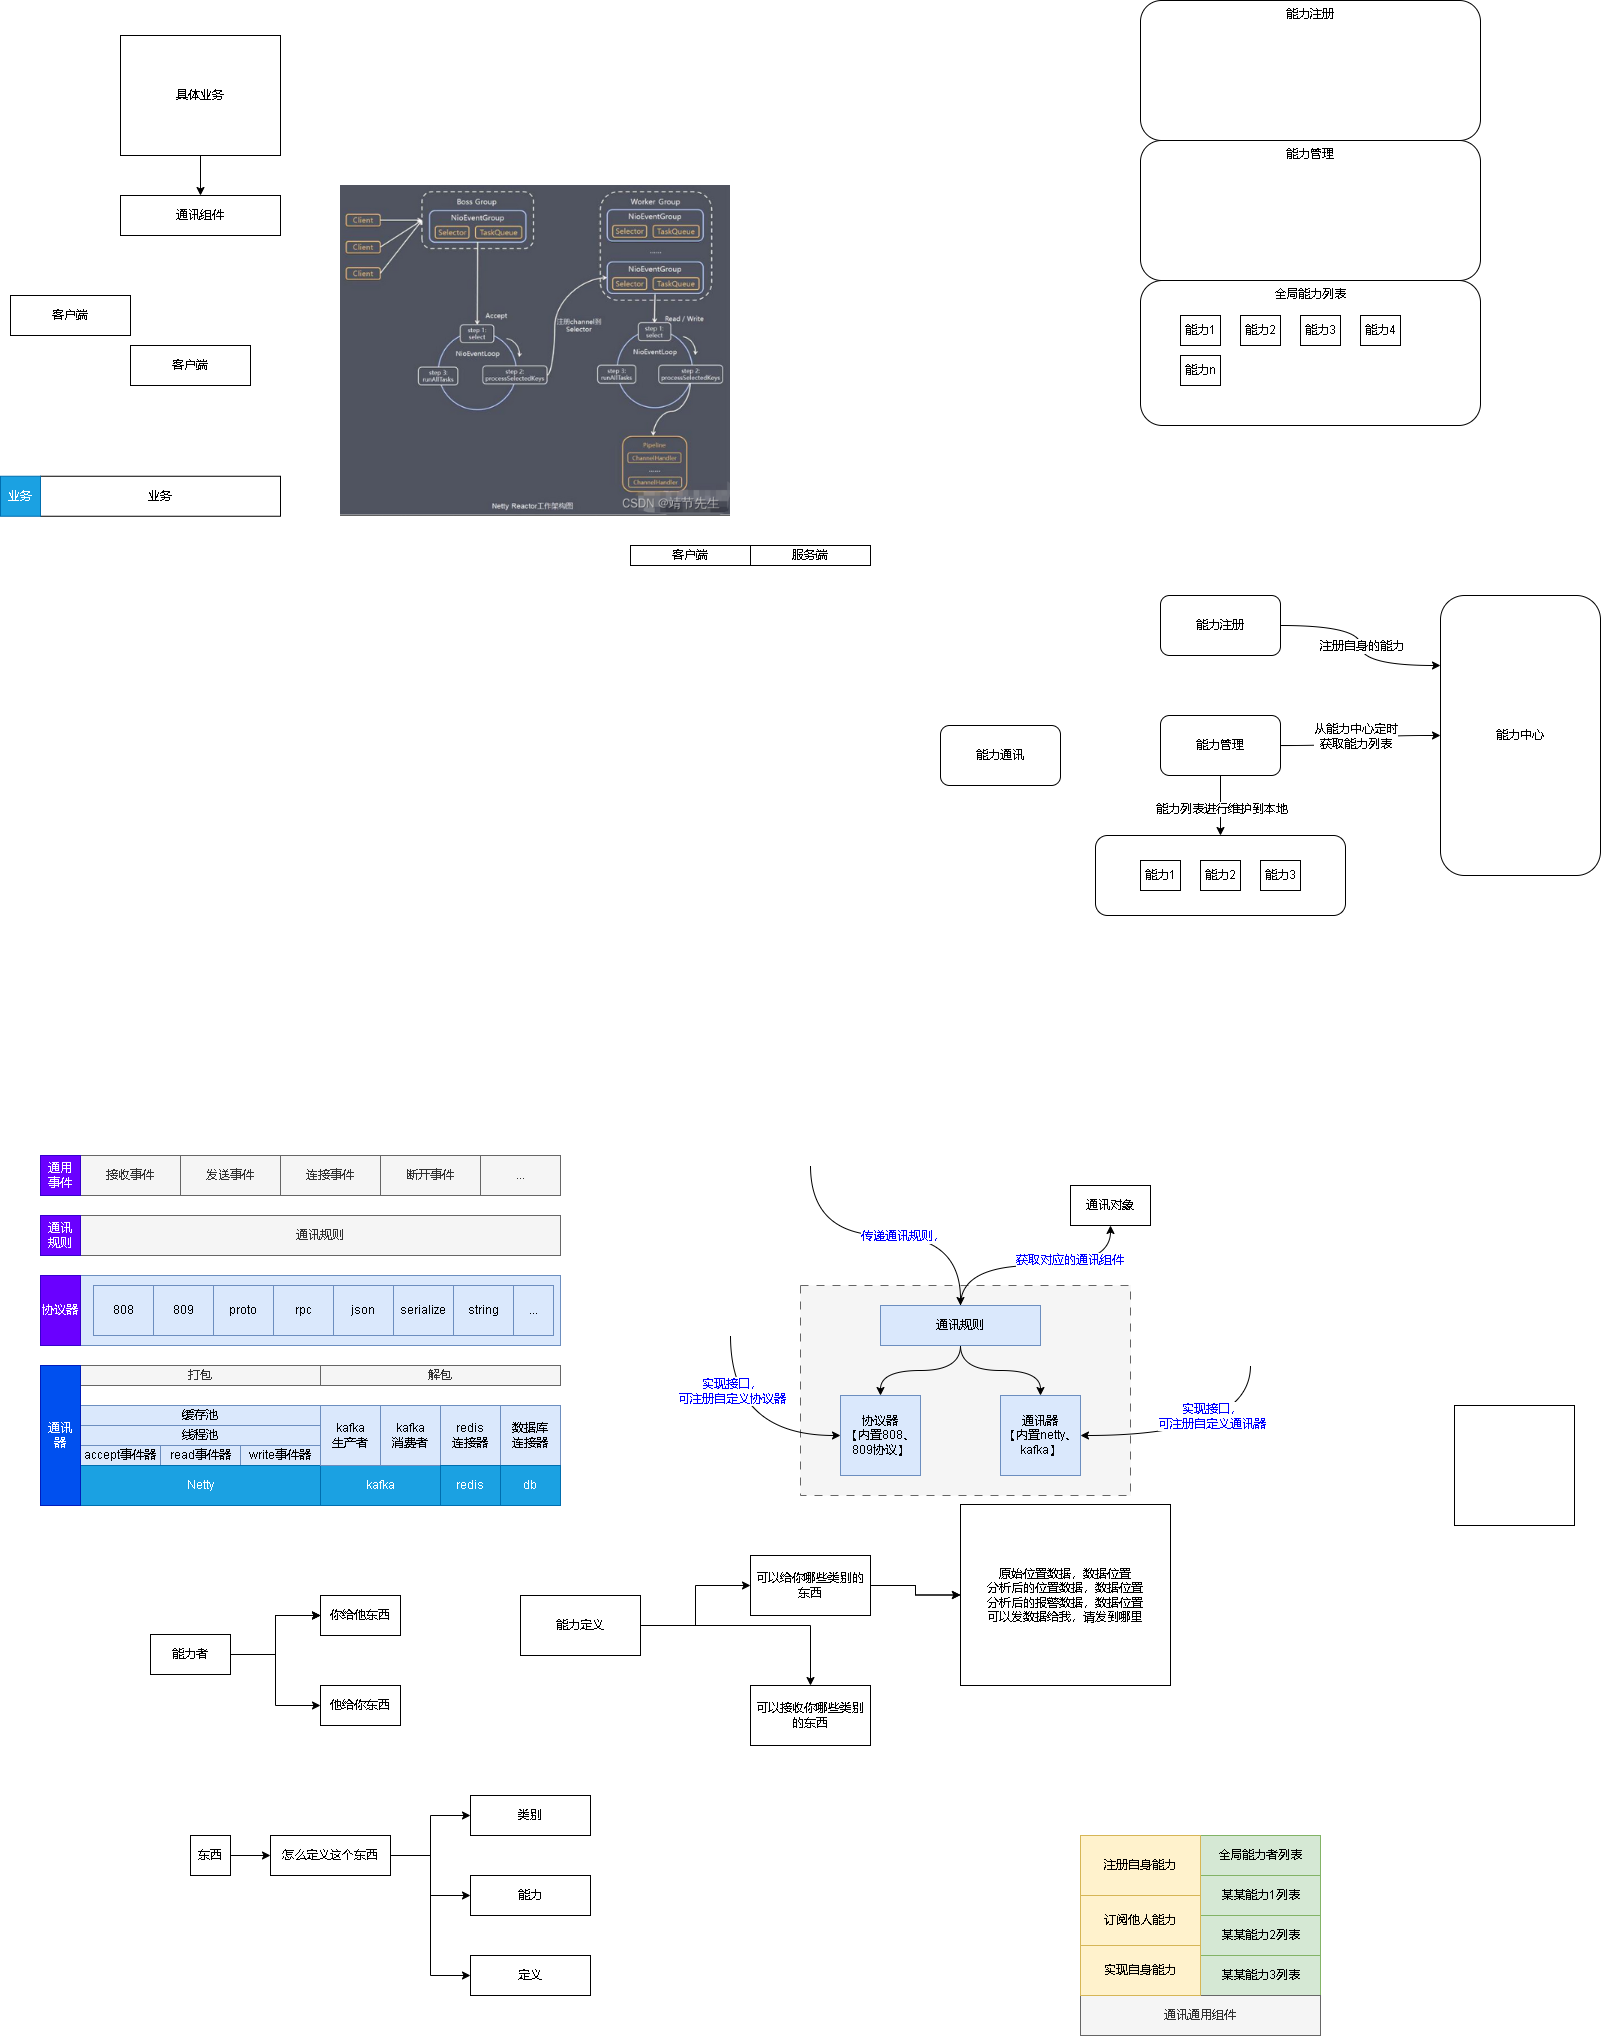 能力注册
具体业务
能力管理
通讯组件
Boss Group
NioEventGroup
Selector
TaskQueue
Client
Client
Client
Worker Group
NioEventGroup
Selector
TaskQueue
......
NioEventGroup
Selector
TaskQueue
Accept
step 1:
select
NioEventLoop
step 3:
runAllTasks
step 2:
processSelectedKeys
注册channel到
Selector
Read / Write
step 1:
select
NioEventLoop
step 3:
runAllTasks
step 2:
processSelectedKeys
Pipeline
ChannelHandler
......
ChannelHandler
Netty Reactor工作架构图
CSDN @靖节先生
客户端
客户端
全局能力列表
能力1
能力2
能力3
能力4
能力n
业务
业务
客户端
服务端
能力注册
注册自身的能力
能力中心
能力通讯
能力管理
从能力中心定时
获取能力列表
能力列表进行维护到本地
能力1
能力2
能力3
通用
事件
接收事件
发送事件
连接事件
断开事件
...
通讯
规则
通讯规则
协议器
808
809
proto
rpc
json
serialize
string
...
通讯
器
打包
解包
缓存池
线程池
accept事件器
read事件器
write事件器
kafka
生产者
kafka
消费者
redis
连接器
数据库
连接器
Netty
kafka
redis
db
通讯对象
传递通讯规则，
获取对应的通讯组件
通讯规则
实现接口，
可注册自定义协议器
协议器
【内置808、
809协议】
通讯器
【内置netty、
kafka】
实现接口，
可注册自定义通讯器
能力者
你给他东西
他给你东西
能力定义
可以给你哪些类别的
东西
可以接收你哪些类别
的东西
原始位置数据，数据位置
分析后的位置数据，数据位置
分析后的报警数据，数据位置
可以发数据给我，请发到哪里
东西
怎么定义这个东西
类别
能力
定义
注册自身能力
订阅他人能力
实现自身能力
全局能力者列表
某某能力1列表
某某能力2列表
某某能力3列表
通讯通用组件